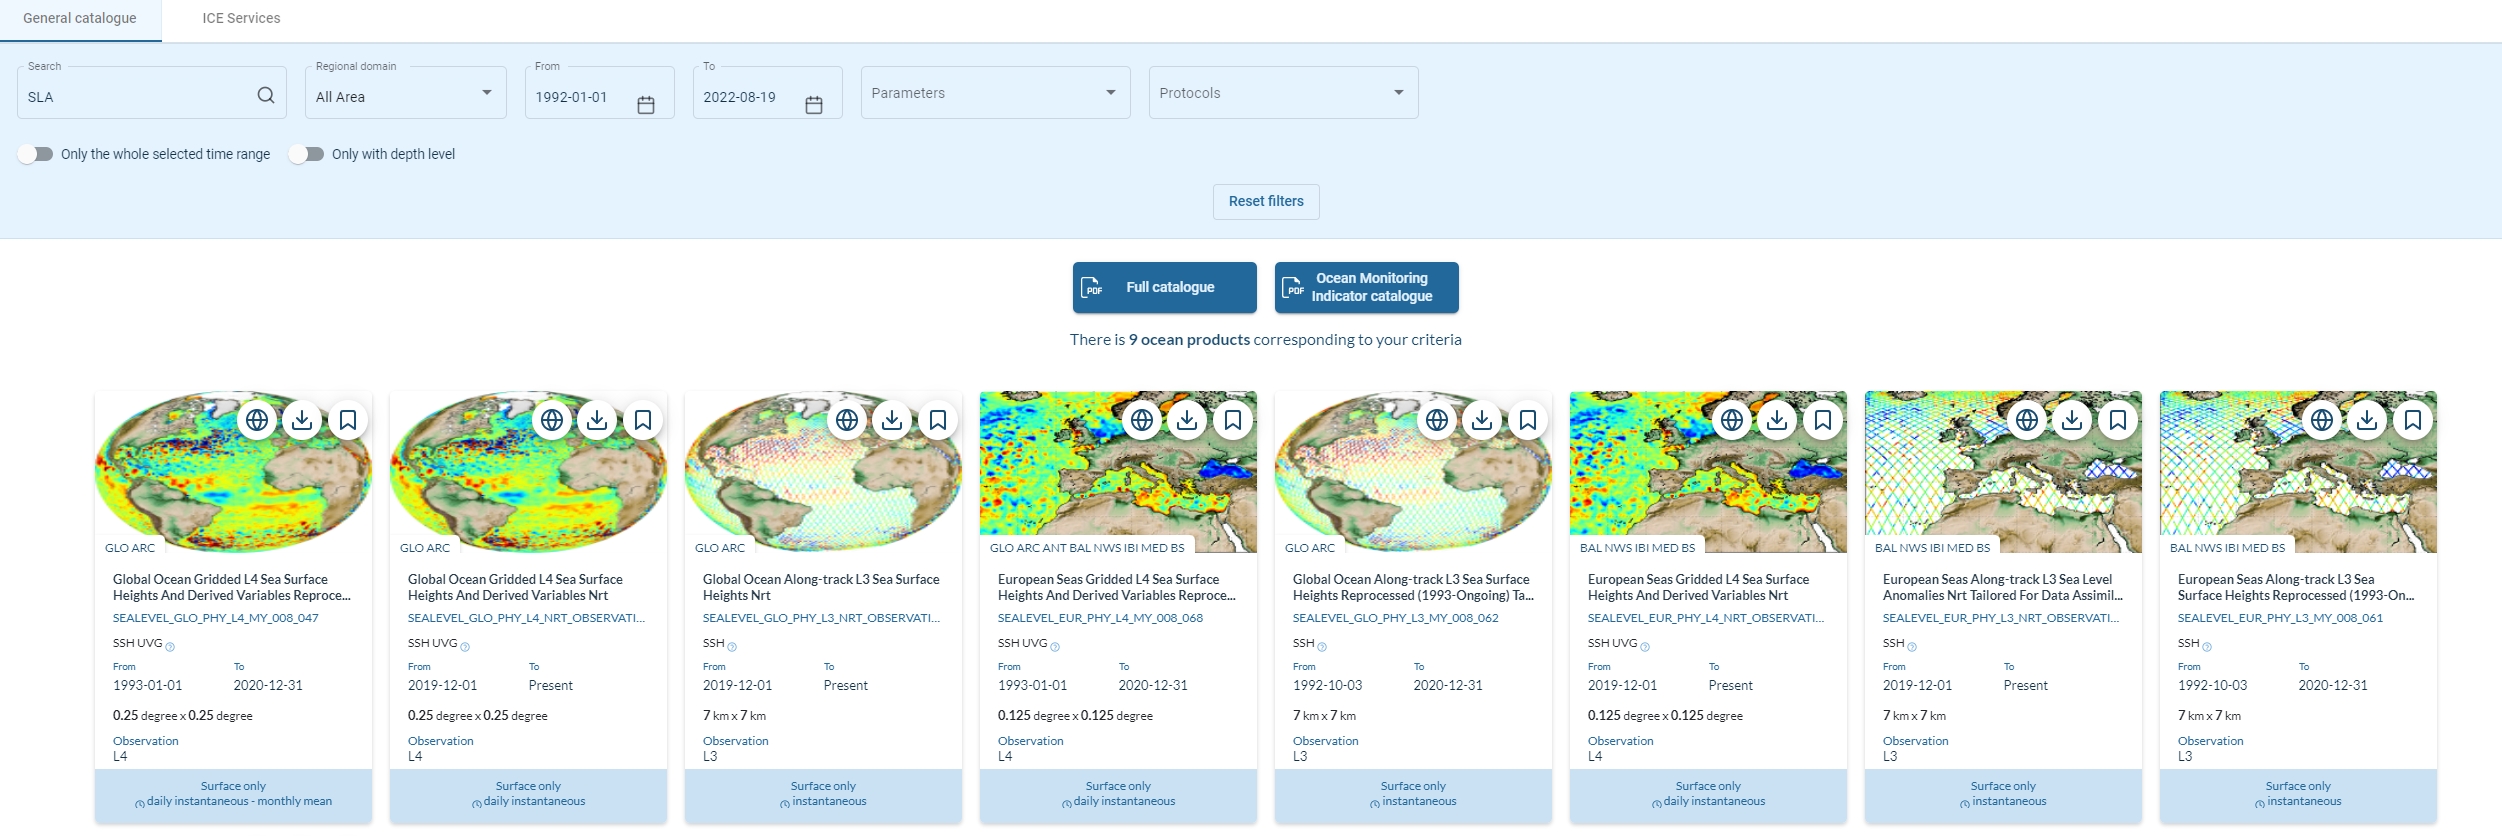 General catalogue
ICE Services
Search
SLA
Regional domain
All Area
From
1992-01-01
To
2022-08-19
Parameters
Protocols
Only the whole selected time range
Only with depth level
Reset filters
PDF
Full catalogue
PDF
Ocean Monitoring
Indicator catalogue
There is 9 ocean products corresponding to your criteria
GLO ARC
Global Ocean Gridded L4 Sea Surface
Heights And Derived Variables Reproce...
SEALEVEL_GLO_PHY_L4_MY_008_047
SSH UVG
From To
1993-01-01 2020-12-31
0.25 degree x 0.25 degree
Observation
L4
Surface only
daily instantaneous - monthly mean
GLO ARC
Global Ocean Gridded L4 Sea Surface
Heights And Derived Variables Nrt
SEALEVEL_GLO_PHY_L4_NRT_OBSERVATI...
SSH UVG
From To
2019-12-01 Present
0.25 degree x 0.25 degree
Observation
L4
Surface only
daily instantaneous
GLO ARC
Global Ocean Along-track L3 Sea Surface
Heights Nrt
SEALEVEL_GLO_PHY_L3_NRT_OBSERVATI...
SSH
From To
2019-12-01 Present
7 km x 7 km
Observation
L3
Surface only
instantaneous
GLO ARC ANT BAL NWS IBI MED BS
European Seas Gridded L4 Sea Surface
Heights And Derived Variables Reproce...
SEALEVEL_EUR_PHY_L4_MY_008_068
SSH UVG
From To
1993-01-01 2020-12-31
0.125 degree x 0.125 degree
Observation
L4
Surface only
daily instantaneous
GLO ARC
Global Ocean Along-track L3 Sea Surface
Heights Reprocessed (1993-Ongoing) Ta...
SEALEVEL_GLO_PHY_L3_MY_008_062
SSH
From To
1992-10-03 2020-12-31
7 km x 7 km
Observation
L3
Surface only
instantaneous
BAL NWS IBI MED BS
European Seas Gridded L4 Sea Surface
Heights And Derived Variables Nrt
SEALEVEL_EUR_PHY_L4_NRT_OBSERVATI...
SSH UVG
From To
2019-12-01 Present
0.125 degree x 0.125 degree
Observation
L4
Surface only
daily instantaneous
BAL NWS IBI MED BS
European Seas Along-track L3 Sea Level
Anomalies Nrt Tailored For Data Assimil...
SEALEVEL_EUR_PHY_L3_NRT_OBSERVATI...
SSH
From To
2019-12-01 Present
7 km x 7 km
Observation
L3
Surface only
instantaneous
BAL NWS IBI MED BS
European Seas Along-track L3 Sea
Surface Heights Reprocessed (1993-On...
SEALEVEL_EUR_PHY_L3_MY_008_061
SSH
From To
1992-10-03 2020-12-31
7 km x 7 km
Observation
L3
Surface only
instantaneous